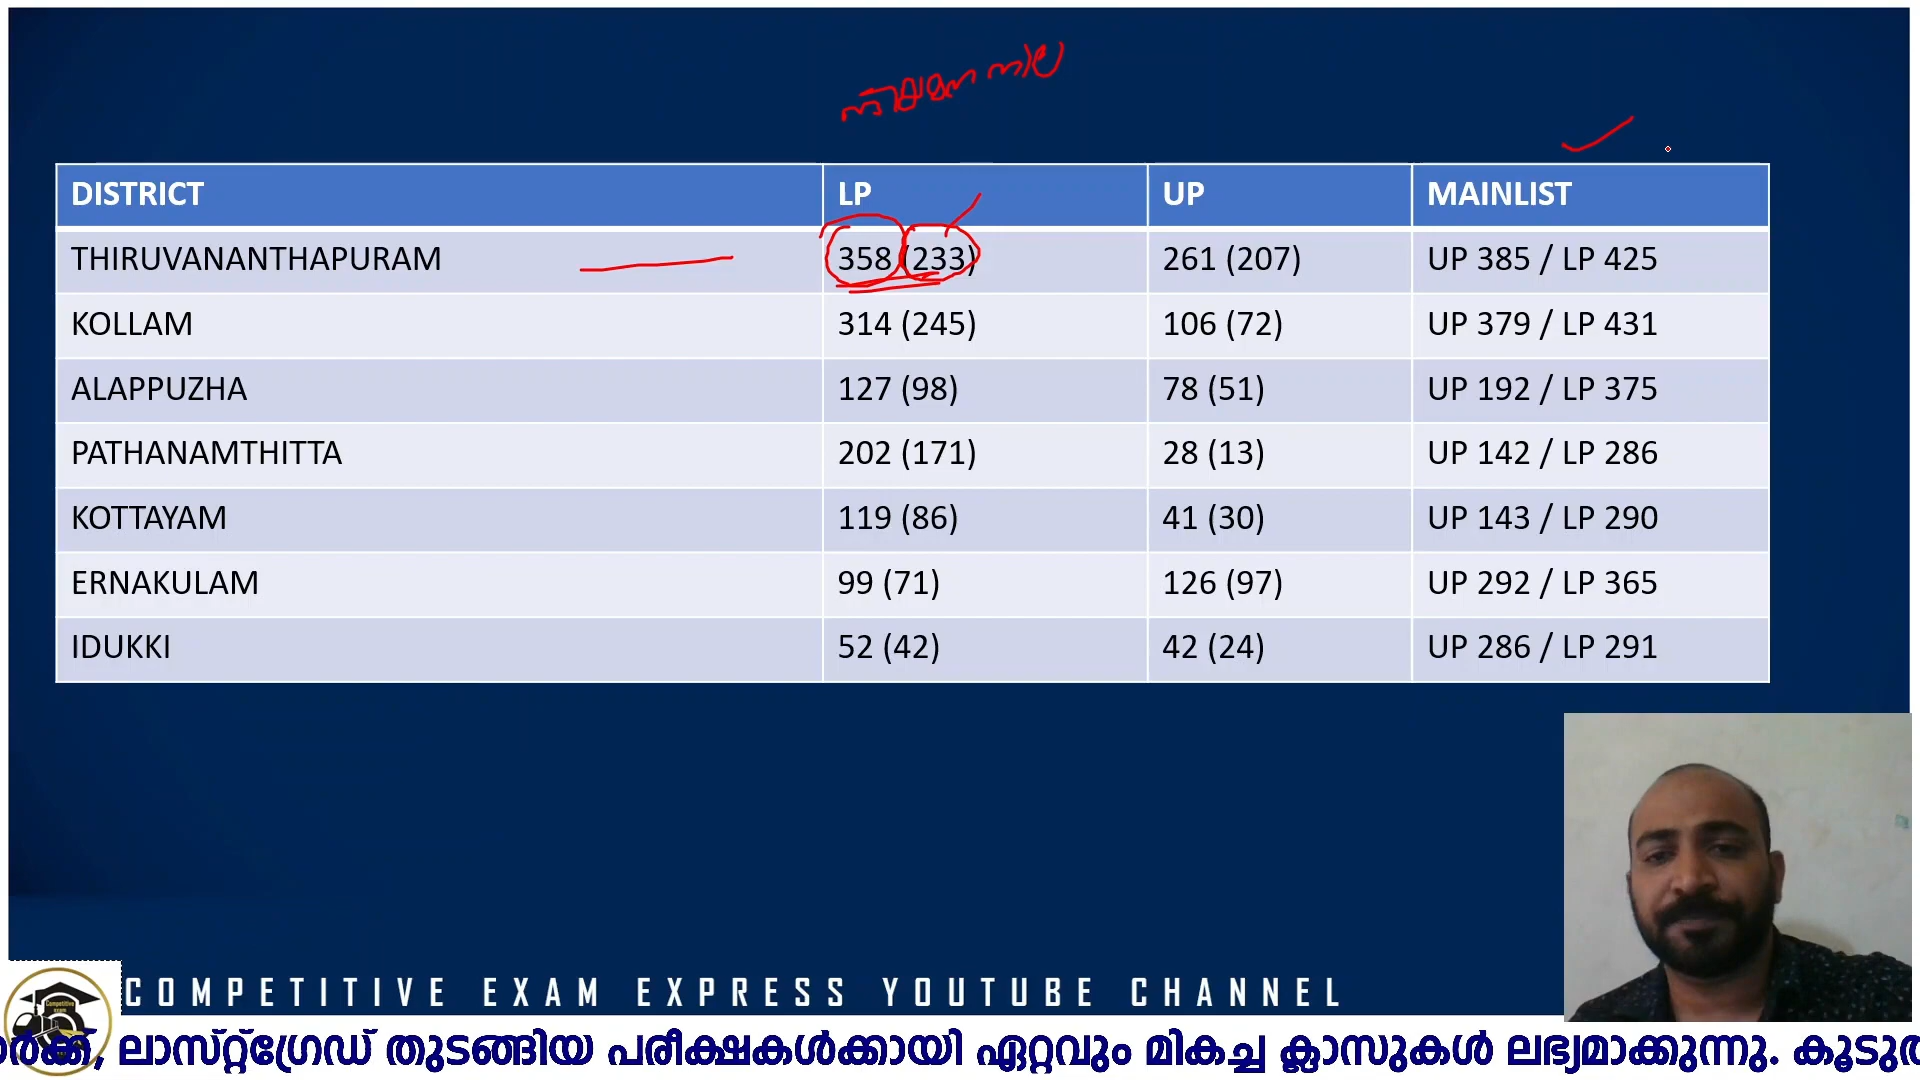 നിയമന നില
DISTRICT LP UP MAINLIST
THIRUVANANTHAPURAM 358 (233) 261 (207) UP 385 / LP 425
KOLLAM 314 (245) 106 (72) UP 379 / LP 431
ALAPPUZHA 127 (98) 78 (51) UP 192 / LP 375
PATHANAMTHITTA 202 (171) 28 (13) UP 142 / LP 286
KOTTAYAM 119 (86) 41 (30) UP 143 / LP 290
ERNAKULAM 99 (71) 126 (97) UP 292 / LP 365
IDUKKI 52 (42) 42 (24) UP 286 / LP 291
COMPETITIVE EXAM EXPRESS YOUTUBE CHANNEL
ലാസ്റ്റ്ഗ്രേഡ് തുടങ്ങിയ പരീക്ഷകൾക്കായി ഏറ്റവും മികച്ച ക്ലാസുകൾ ലഭ്യമാക്കുന്നു.